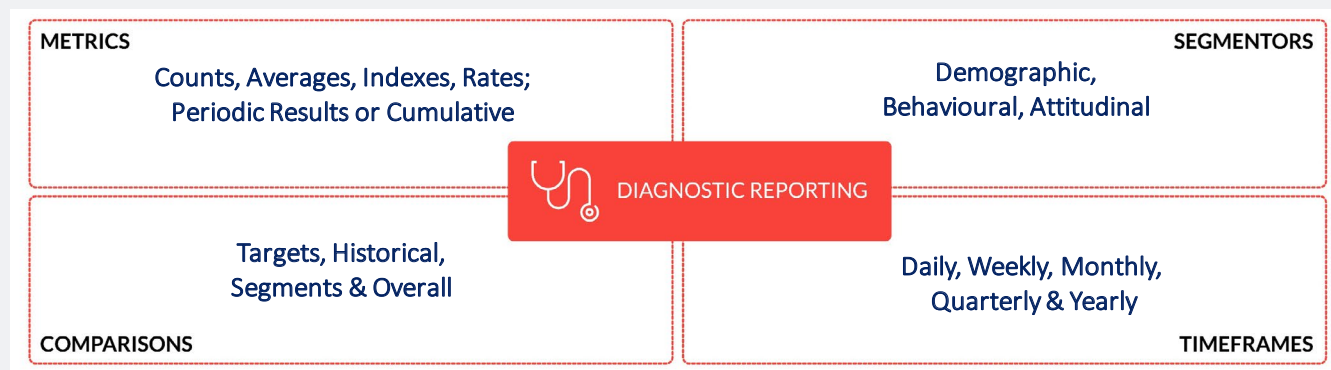 METRICS
Counts, Averages, Indexes, Rates;
Periodic Results or Cumulative
SEGMENTORS
Demographic,
Behavioural, Attitudinal
DIAGNOSTIC REPORTING
Targets, Historical,
Segments & Overall
COMPARISONS
Daily, Weekly, Monthly,
Quarterly & Yearly
TIMEFRAMES